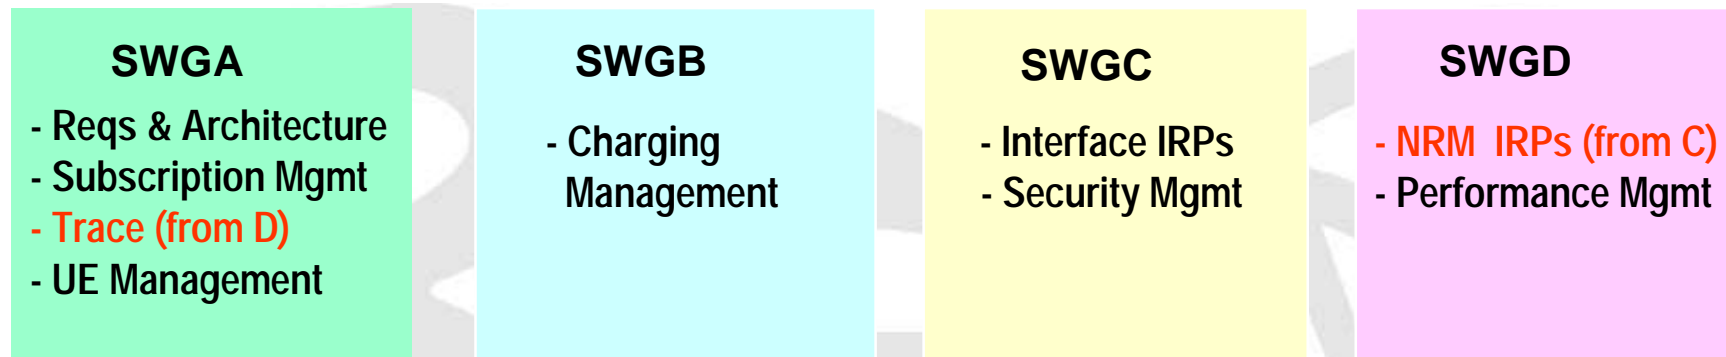 SWGA
- Reqs & Architecture
- Subscription Mgmt
- Trace (from D)
- UE Management
SWGB
- Charging
Management
SWGC
- Interface IRPs
- Security Mgmt
SWGD
- NRM IRPs (from C)
- Performance Mgmt